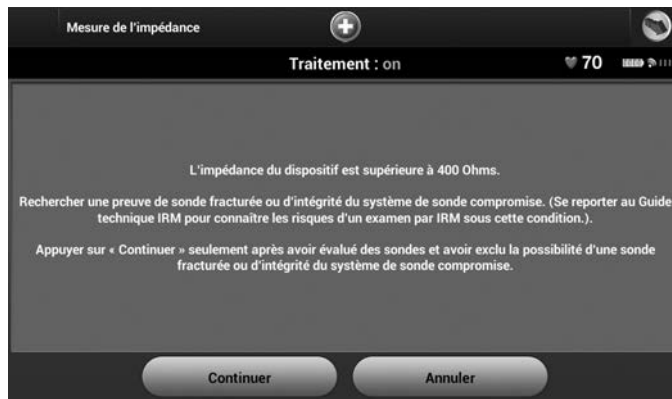 Mesure de l'impédance
Traitement : on
70
L'impédance du dispositif est supérieure à 400 Ohms.
Rechercher une preuve de sonde fracturée ou d'intégrité du système de sonde compromise. (Se reporter au Guide
technique IRM pour connaître les risques d'un examen par IRM sous cette condition.).
Appuyer sur « Continuer » seulement après avoir évalué des sondes et avoir exclu la possibilité d'une sonde
fracturée ou d'intégrité du système de sonde compromise.
Continuer
Annuler